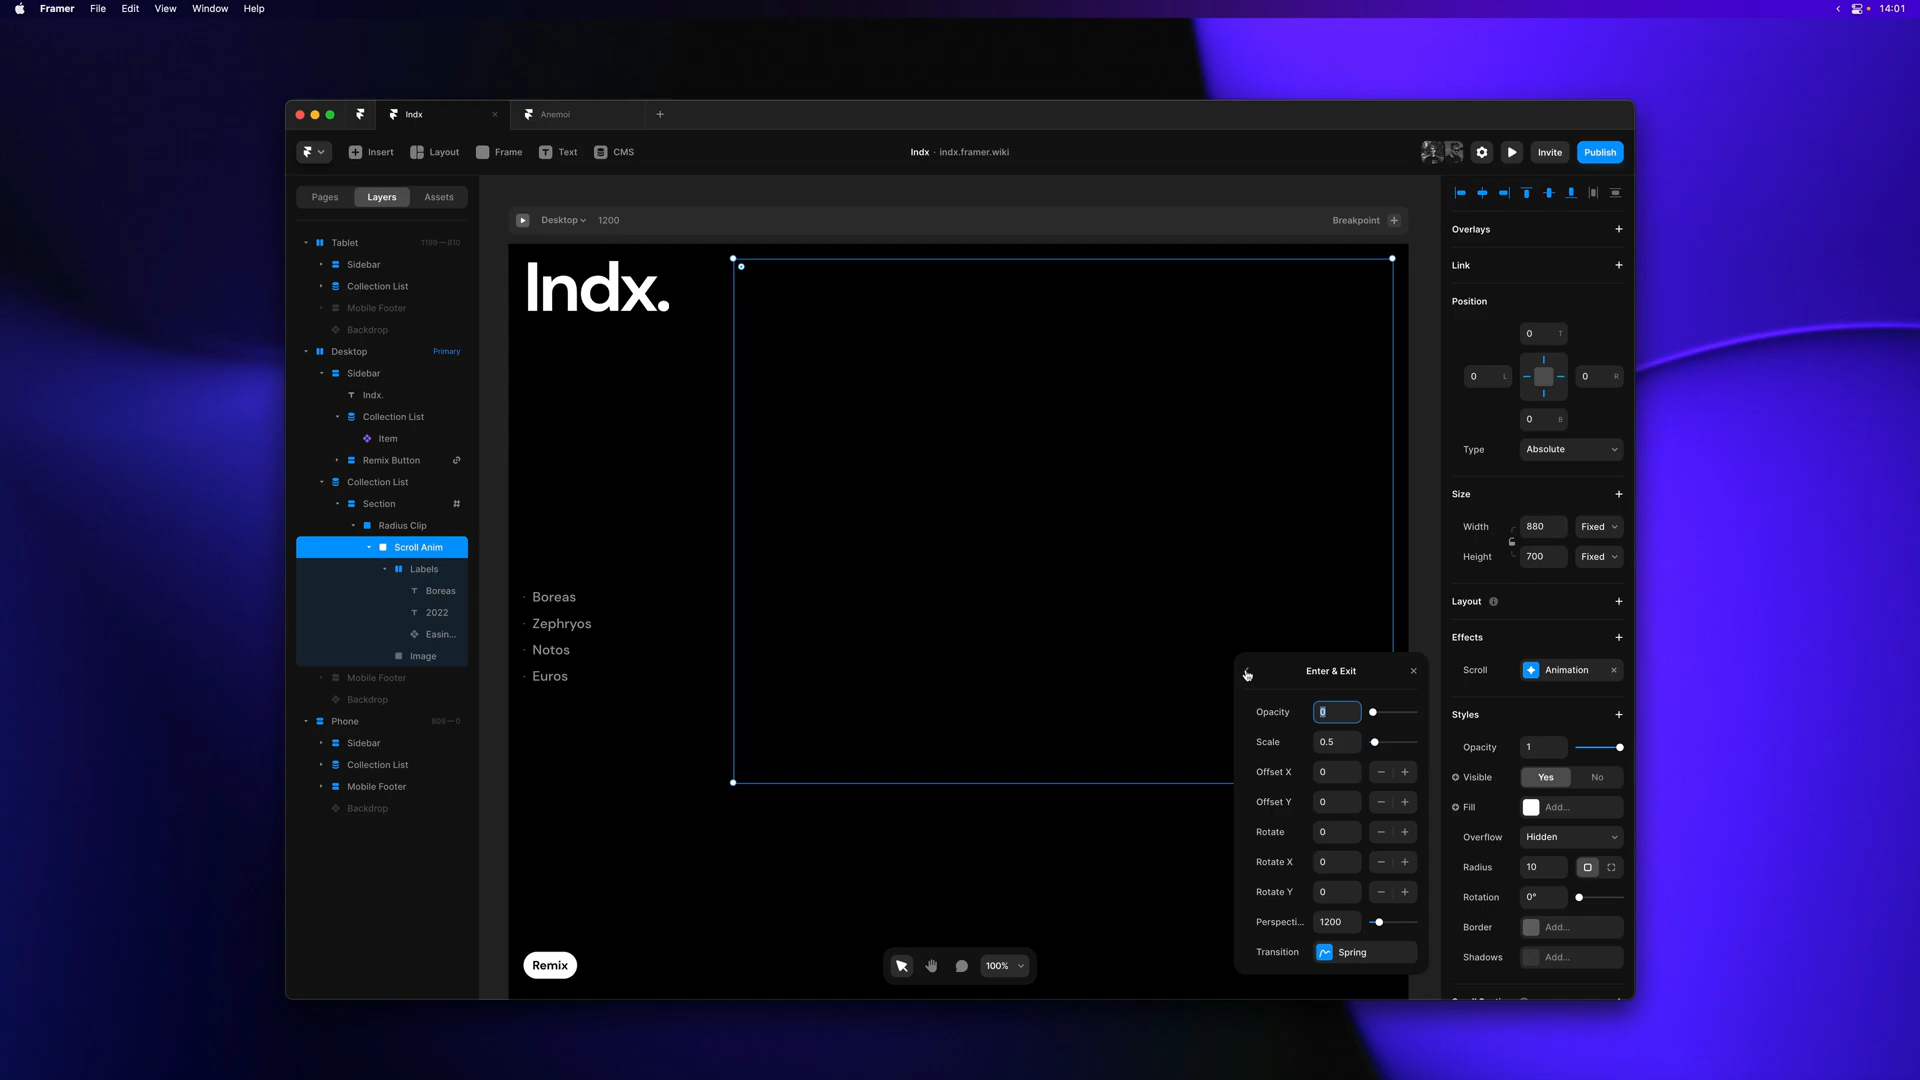 Framer File Edit View Window Help
14:01
Indx
Anemoi
Insert Layout Frame Text CMS
Indx · indx.framer.wiki
Invite Publish
Pages Layers Assets
Tablet 1199—810
Sidebar
Collection List
Mobile Footer
Backdrop
Desktop Primary
Sidebar
Indx.
Collection List
Item
Remix Button
Collection List
Section
Radius Clip
Scroll Anim
Labels
Boreas
2022
Easin...
Image
Mobile Footer
Backdrop
Phone 809—0
Sidebar
Collection List
Mobile Footer
Backdrop
Desktop 1200
Breakpoint
Indx.
· Boreas
· Zephryos
· Notos
· Euros
Remix
100%
Enter & Exit
Opacity 0
Scale 0.5
Offset X 0
Offset Y 0
Rotate 0
Rotate X 0
Rotate Y 0
Perspecti... 1200
Transition Spring
Overlays
Link
Position
0 T
0 L
0 R
0 B
Type Absolute
Size
Width 880 Fixed
Height 700 Fixed
Layout
Effects
Scroll Animation
Styles
Opacity 1
Visible Yes No
Fill Add...
Overflow Hidden
Radius 10
Rotation 0°
Border Add...
Shadows Add...